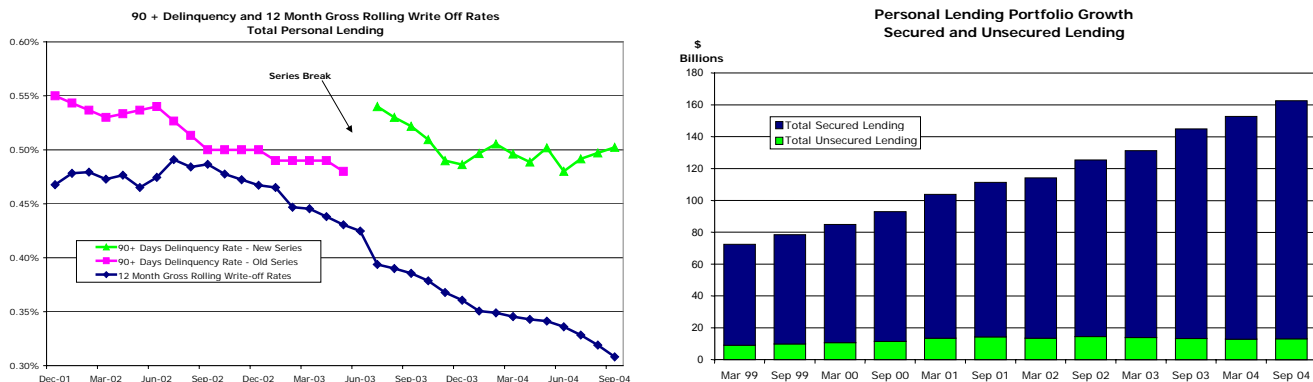 90 + Delinquency and 12 Month Gross Rolling Write Off Rates
Total Personal Lending
0.60%
0.55%
0.50%
0.45%
0.40%
0.35%
0.30%
Series Break
90+ Days Delinquency Rate - New Series
90+ Days Delinquency Rate - Old Series
12 Month Gross Rolling Write-off Rates
Dec-01 Mar-02 Jun-02 Sep-02 Dec-02 Mar-03 Jun-03 Sep-03 Dec-03 Mar-04 Jun-04 Sep-04
Personal Lending Portfolio Growth
Secured and Unsecured Lending
$
Billions
180
160
140
120
100
80
60
40
20
0
Total Secured Lending
Total Unsecured Lending
Mar 99 Sep 99 Mar 00 Sep 00 Mar 01 Sep 01 Mar 02 Sep 02 Mar 03 Sep 03 Mar 04 Sep 04